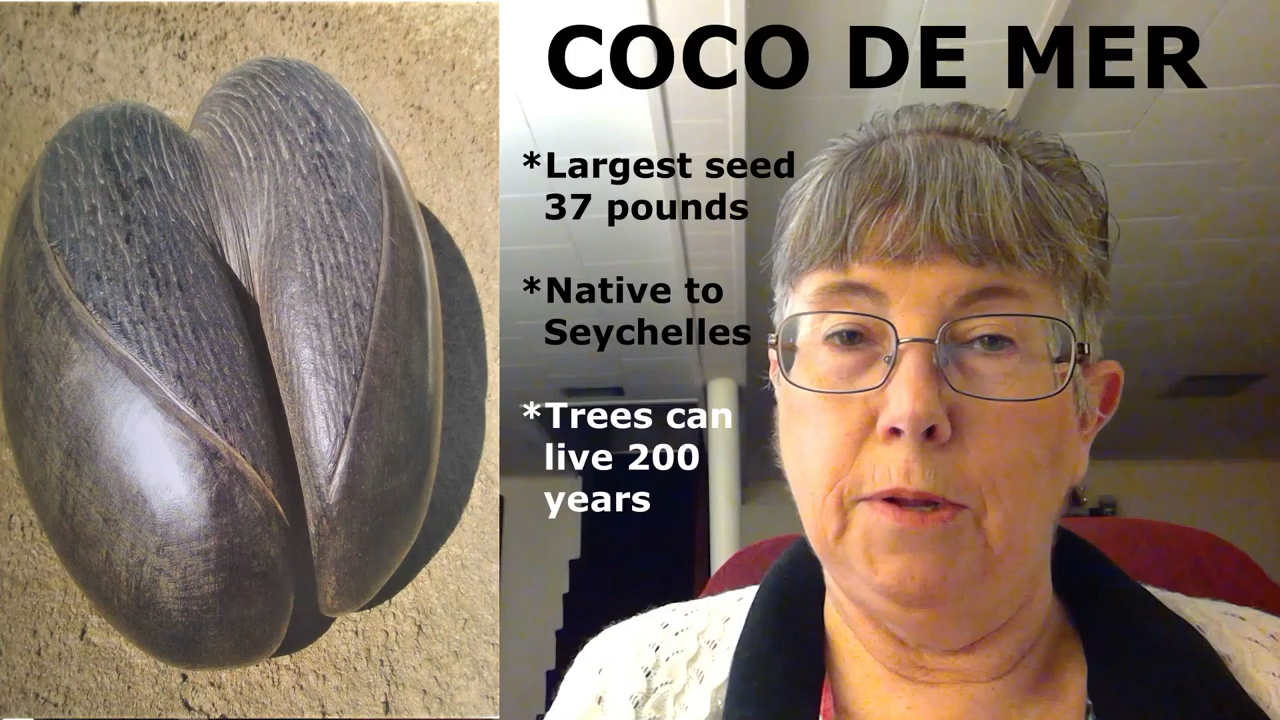 COCO DE MER
*Largest seed
37 pounds
*Native to
Seychelles
*Trees can
live 200
years